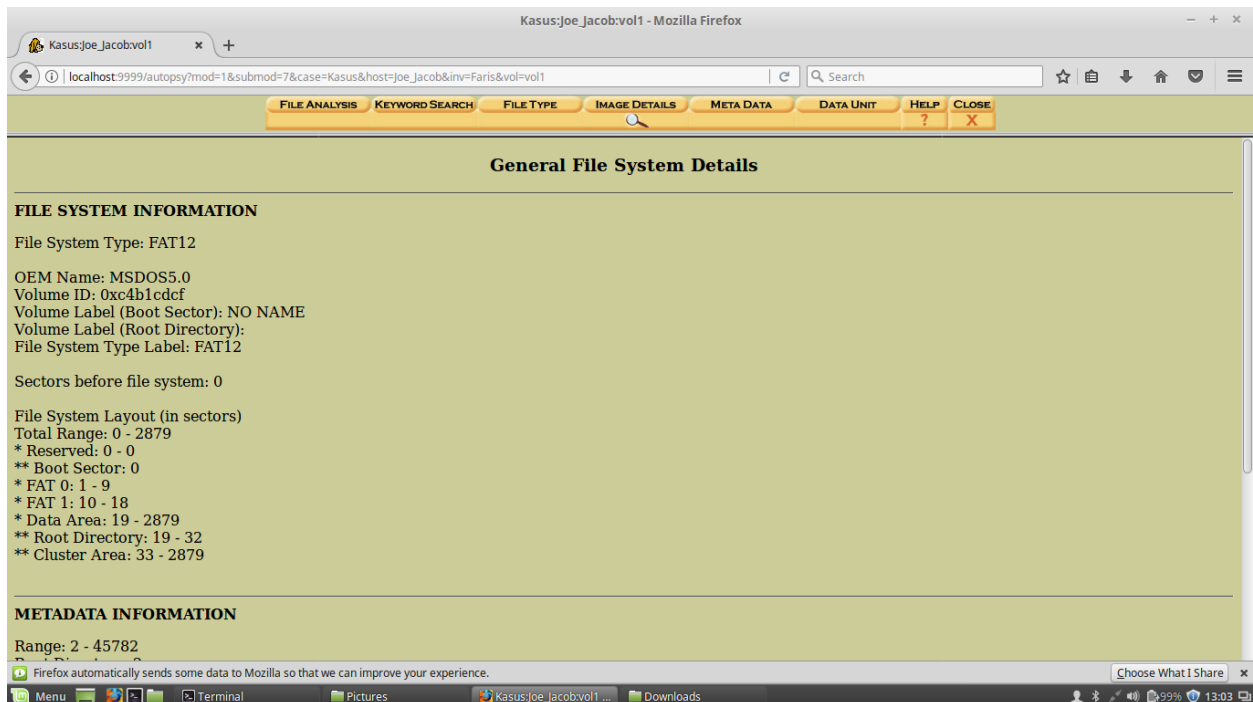 Kasus:Joe_Jacob:vol1 - Mozilla Firefox
Kasus:Joe_Jacob:vol1
localhost:9999/autopsy?mod=1&submod=7&case=Kasus&host=Joe_Jacob&inv=Faris&vol=vol1
Search
FILE ANALYSIS KEYWORD SEARCH FILE TYPE IMAGE DETAILS META DATA DATA UNIT HELP CLOSE
? X
General File System Details
FILE SYSTEM INFORMATION
File System Type: FAT12
OEM Name: MSDOS5.0
Volume ID: 0xc4b1cdcf
Volume Label (Boot Sector): NO NAME
Volume Label (Root Directory):
File System Type Label: FAT12
Sectors before file system: 0
File System Layout (in sectors)
Total Range: 0 - 2879
* Reserved: 0 - 0
** Boot Sector: 0
* FAT 0: 1 - 9
* FAT 1: 10 - 18
* Data Area: 19 - 2879
** Root Directory: 19 - 32
** Cluster Area: 33 - 2879
METADATA INFORMATION
Range: 2 - 45782
Firefox automatically sends some data to Mozilla so that we can improve your experience.
Choose What I Share
Menu Terminal Pictures Kasus:Joe_Jacob:vol1 ... Downloads 99% 13:03